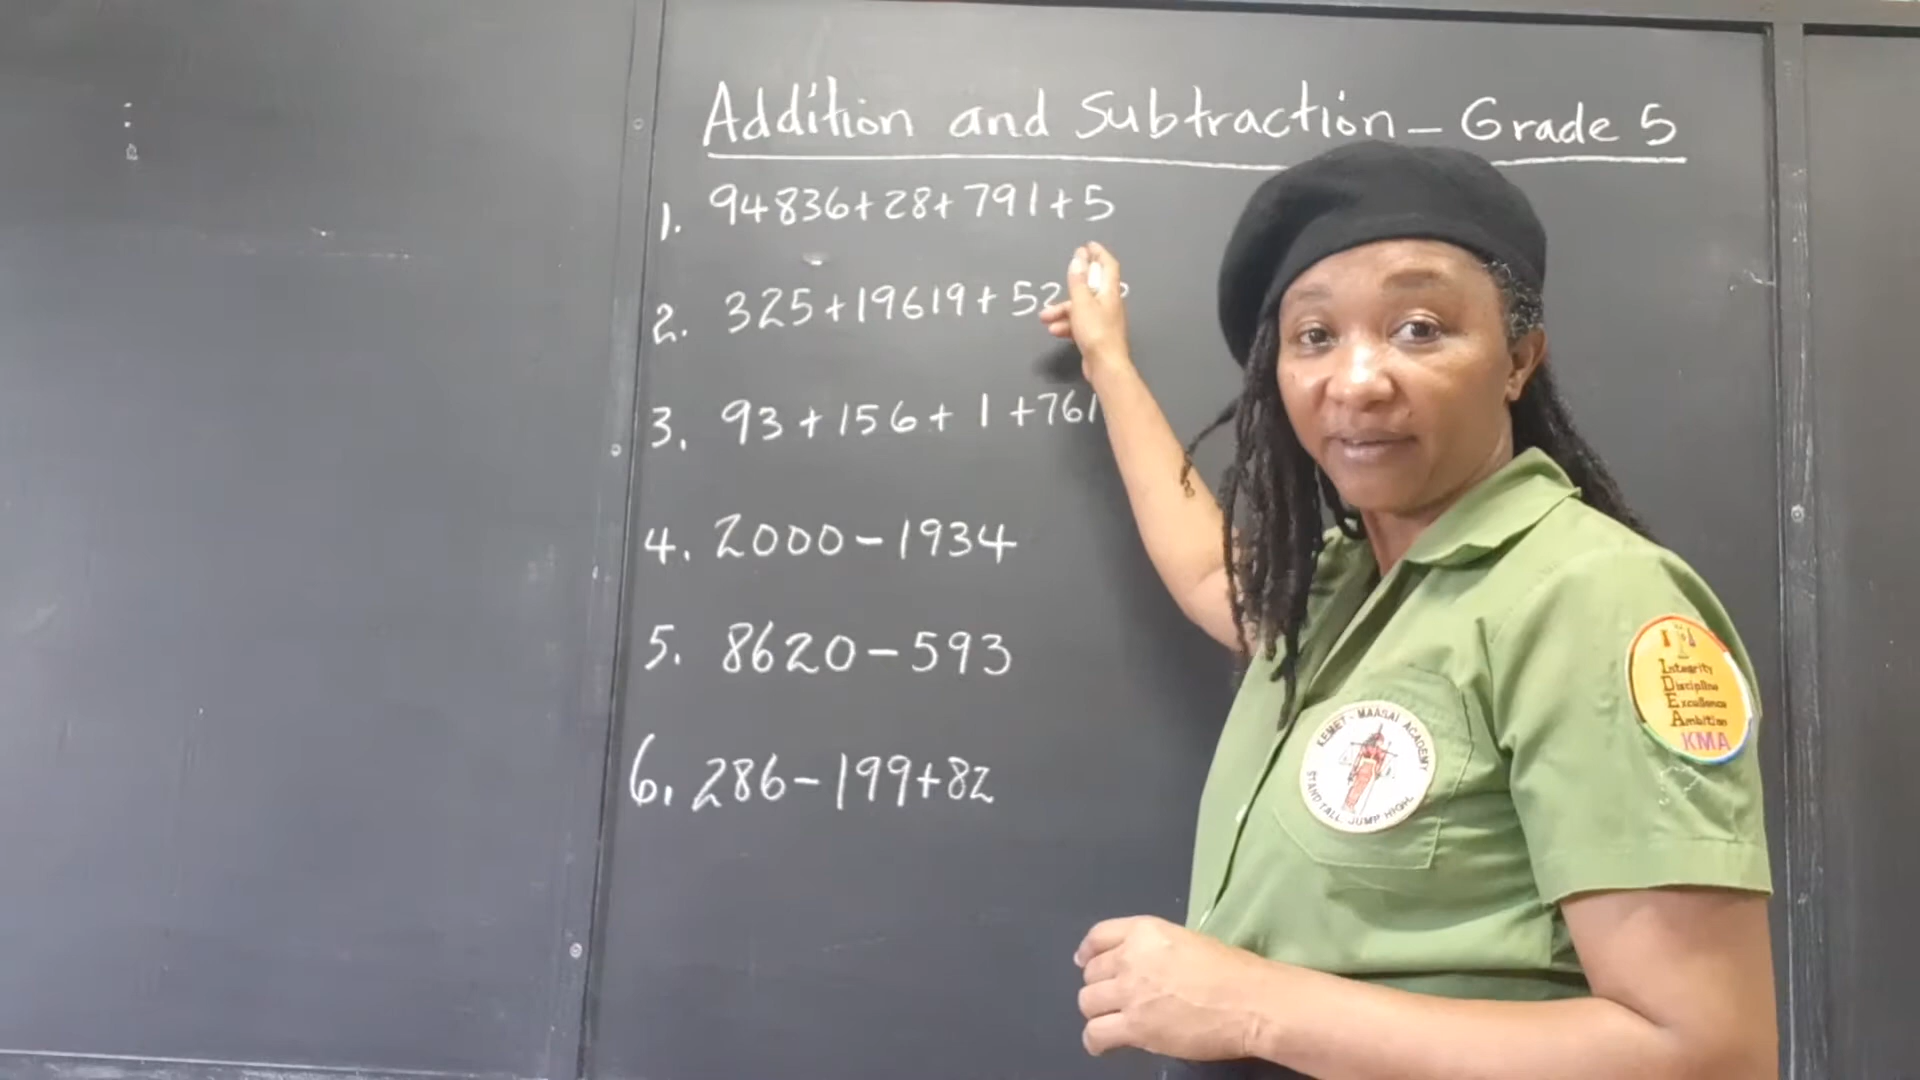 Addition and Subtraction - Grade 5
1. 94836+28+791+5
2. 325+19619+52
3. 93+156+1+761
4. 2000-1934
5. 8620-593
6. 286-199+82
I
Integrity
Discipline
Excellence
Ambition
KMA
KEMET-MAASAI ACADEMY
STAND TALL JUMP HIGH